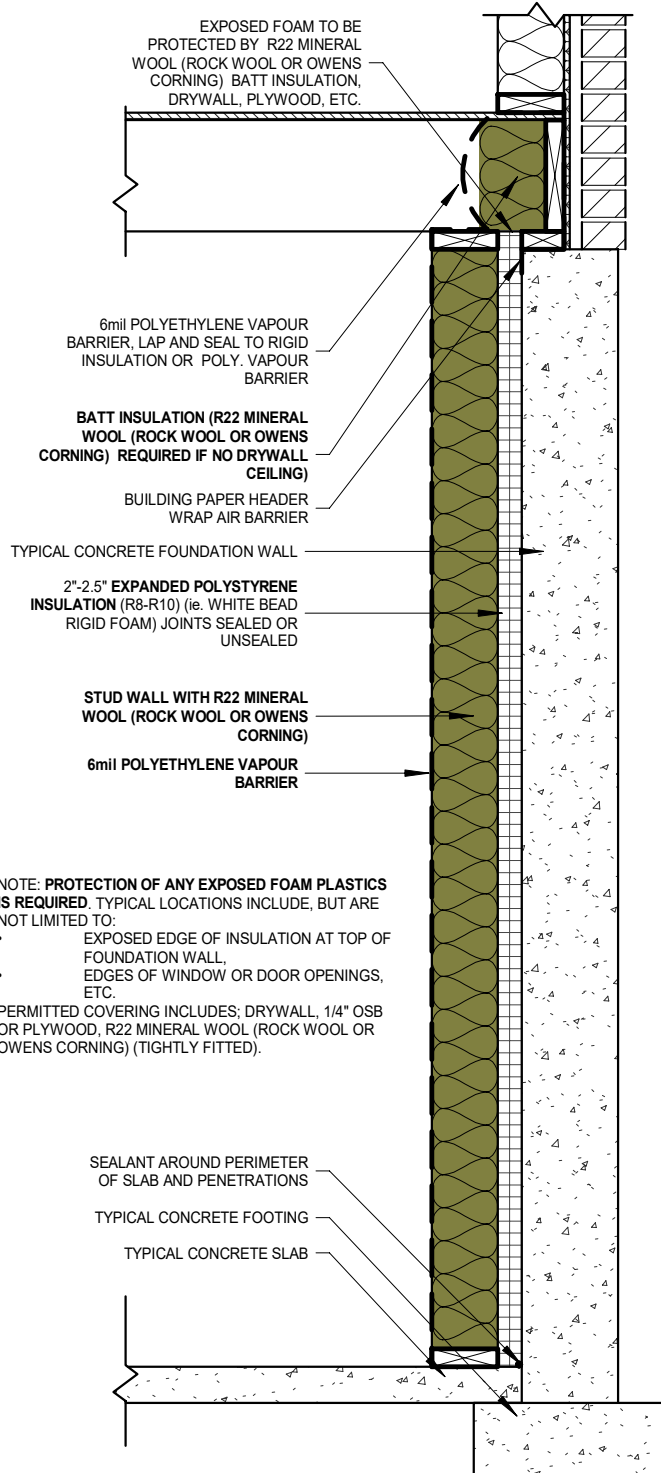 EXPOSED FOAM TO BE
PROTECTED BY R22 MINERAL
WOOL (ROCK WOOL OR OWENS
CORNING) BATT INSULATION,
DRYWALL, PLYWOOD, ETC.
6mil POLYETHYLENE VAPOUR
BARRIER, LAP AND SEAL TO RIGID
INSULATION OR POLY. VAPOUR
BARRIER
BATT INSULATION (R22 MINERAL
WOOL (ROCK WOOL OR OWENS
CORNING) REQUIRED IF NO DRYWALL
CEILING)
BUILDING PAPER HEADER
WRAP AIR BARRIER
TYPICAL CONCRETE FOUNDATION WALL
2"-2.5" EXPANDED POLYSTYRENE
INSULATION (R8-R10) (ie. WHITE BEAD
RIGID FOAM) JOINTS SEALED OR
UNSEALED
STUD WALL WITH R22 MINERAL
WOOL (ROCK WOOL OR OWENS
CORNING)
6mil POLYETHYLENE VAPOUR
BARRIER
NOTE: PROTECTION OF ANY EXPOSED FOAM PLASTICS
IS REQUIRED. TYPICAL LOCATIONS INCLUDE, BUT ARE
NOT LIMITED TO:
• EXPOSED EDGE OF INSULATION AT TOP OF
FOUNDATION WALL,
• EDGES OF WINDOW OR DOOR OPENINGS,
ETC.
PERMITTED COVERING INCLUDES; DRYWALL, 1/4" OSB
OR PLYWOOD, R22 MINERAL WOOL (ROCK WOOL OR
OWENS CORNING) (TIGHTLY FITTED).
SEALANT AROUND PERIMETER
OF SLAB AND PENETRATIONS
TYPICAL CONCRETE FOOTING
TYPICAL CONCRETE SLAB